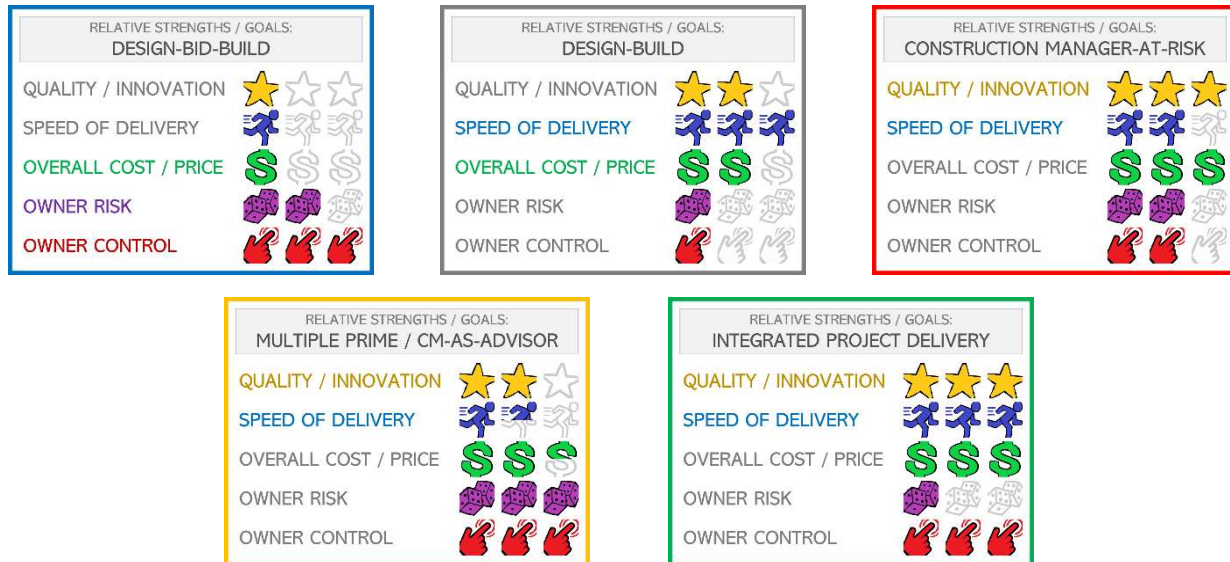 RELATIVE STRENGTHS / GOALS:
DESIGN-BID-BUILD
QUALITY / INNOVATION
SPEED OF DELIVERY
OVERALL COST / PRICE
OWNER RISK
OWNER CONTROL
RELATIVE STRENGTHS / GOALS:
DESIGN-BUILD
QUALITY / INNOVATION
SPEED OF DELIVERY
OVERALL COST / PRICE
OWNER RISK
OWNER CONTROL
RELATIVE STRENGTHS / GOALS:
CONSTRUCTION MANAGER-AT-RISK
QUALITY / INNOVATION
SPEED OF DELIVERY
OVERALL COST / PRICE
OWNER RISK
OWNER CONTROL
RELATIVE STRENGTHS / GOALS:
MULTIPLE PRIME / CM-AS-ADVISOR
QUALITY / INNOVATION
SPEED OF DELIVERY
OVERALL COST / PRICE
OWNER RISK
OWNER CONTROL
RELATIVE STRENGTHS / GOALS:
INTEGRATED PROJECT DELIVERY
QUALITY / INNOVATION
SPEED OF DELIVERY
OVERALL COST / PRICE
OWNER RISK
OWNER CONTROL